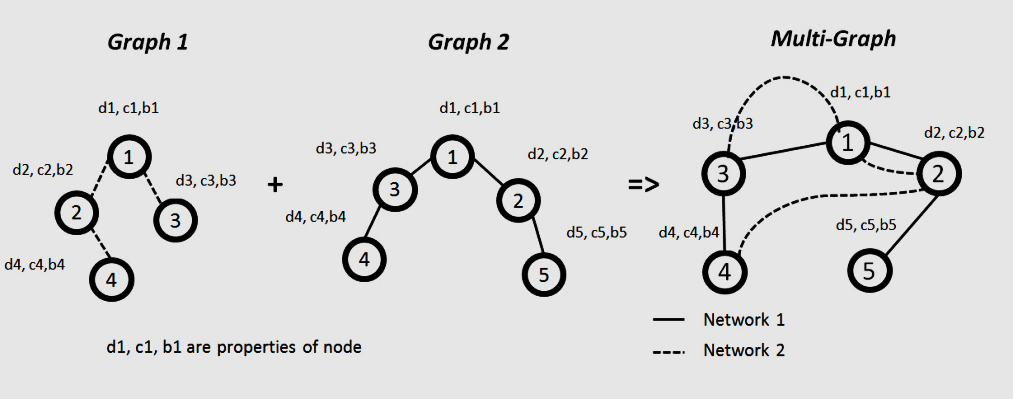 Graph 1
d1, c1,b1
1
d2, c2,b2
d3, c3,b3
2
3
d4, c4,b4
4
+
Graph 2
d1, c1,b1
d3, c3,b3
1
d2, c2,b2
3
2
d4, c4,b4
d5, c5,b5
4
5
=>
Multi-Graph
d1, c1,b1
d3, c3,b3
d2, c2,b2
1
3
2
d4, c4,b4
d5, c5,b5
4
5
Network 1
Network 2
d1, c1, b1 are properties of node